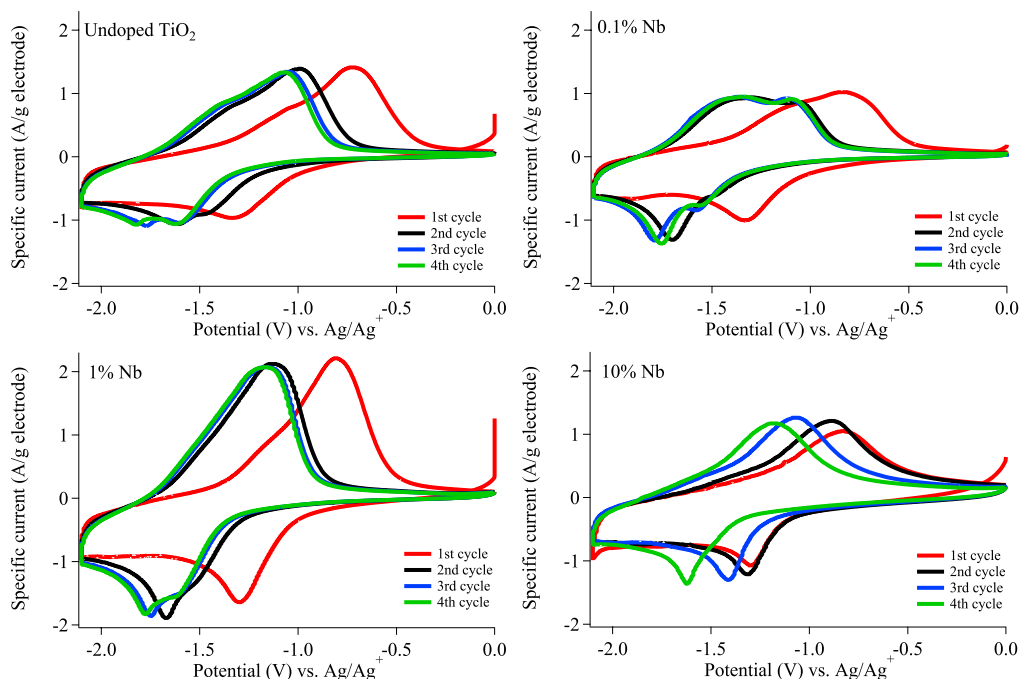 Undoped TiO₂
Specific current (A/g electrode)
2
1
0
-1
-2
1st cycle
2nd cycle
3rd cycle
4th cycle
-2.0 -1.5 -1.0 -0.5 0.0
Potential (V) vs. Ag/Ag⁺
0.1% Nb
Specific current (A/g electrode)
2
1
0
-1
-2
1st cycle
2nd cycle
3rd cycle
4th cycle
-2.0 -1.5 -1.0 -0.5 0.0
Potential (V) vs. Ag/Ag⁺
1% Nb
Specific current (A/g electrode)
2
1
0
-1
-2
1st cycle
2nd cycle
3rd cycle
4th cycle
-2.0 -1.5 -1.0 -0.5 0.0
Potential (V) vs. Ag/Ag⁺
10% Nb
Specific current (A/g electrode)
2
1
0
-1
-2
1st cycle
2nd cycle
3rd cycle
4th cycle
-2.0 -1.5 -1.0 -0.5 0.0
Potential (V) vs. Ag/Ag⁺